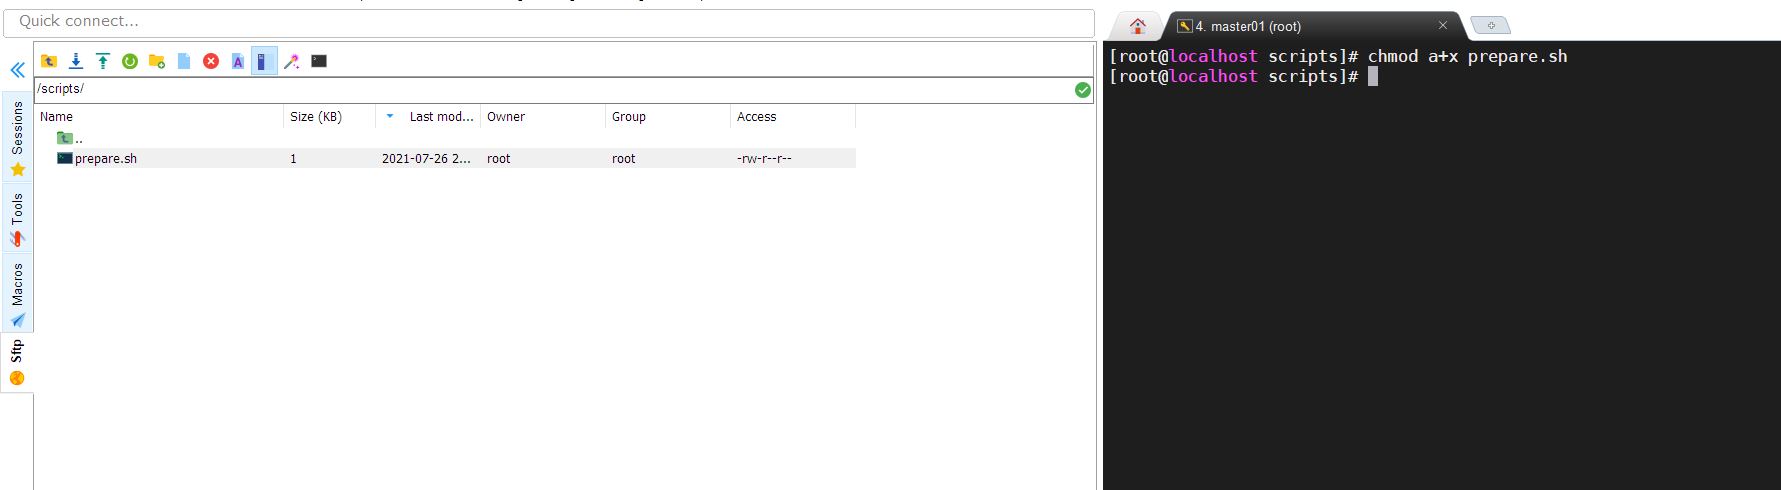 Quick connect...
4. master01 (root)
/scripts/
Name Size (KB) Last mod... Owner Group Access
..
prepare.sh 1 2021-07-26 2... root root -rw-r--r--
Sessions
Tools
Macros
Sftp
[root@localhost scripts]# chmod a+x prepare.sh
[root@localhost scripts]#